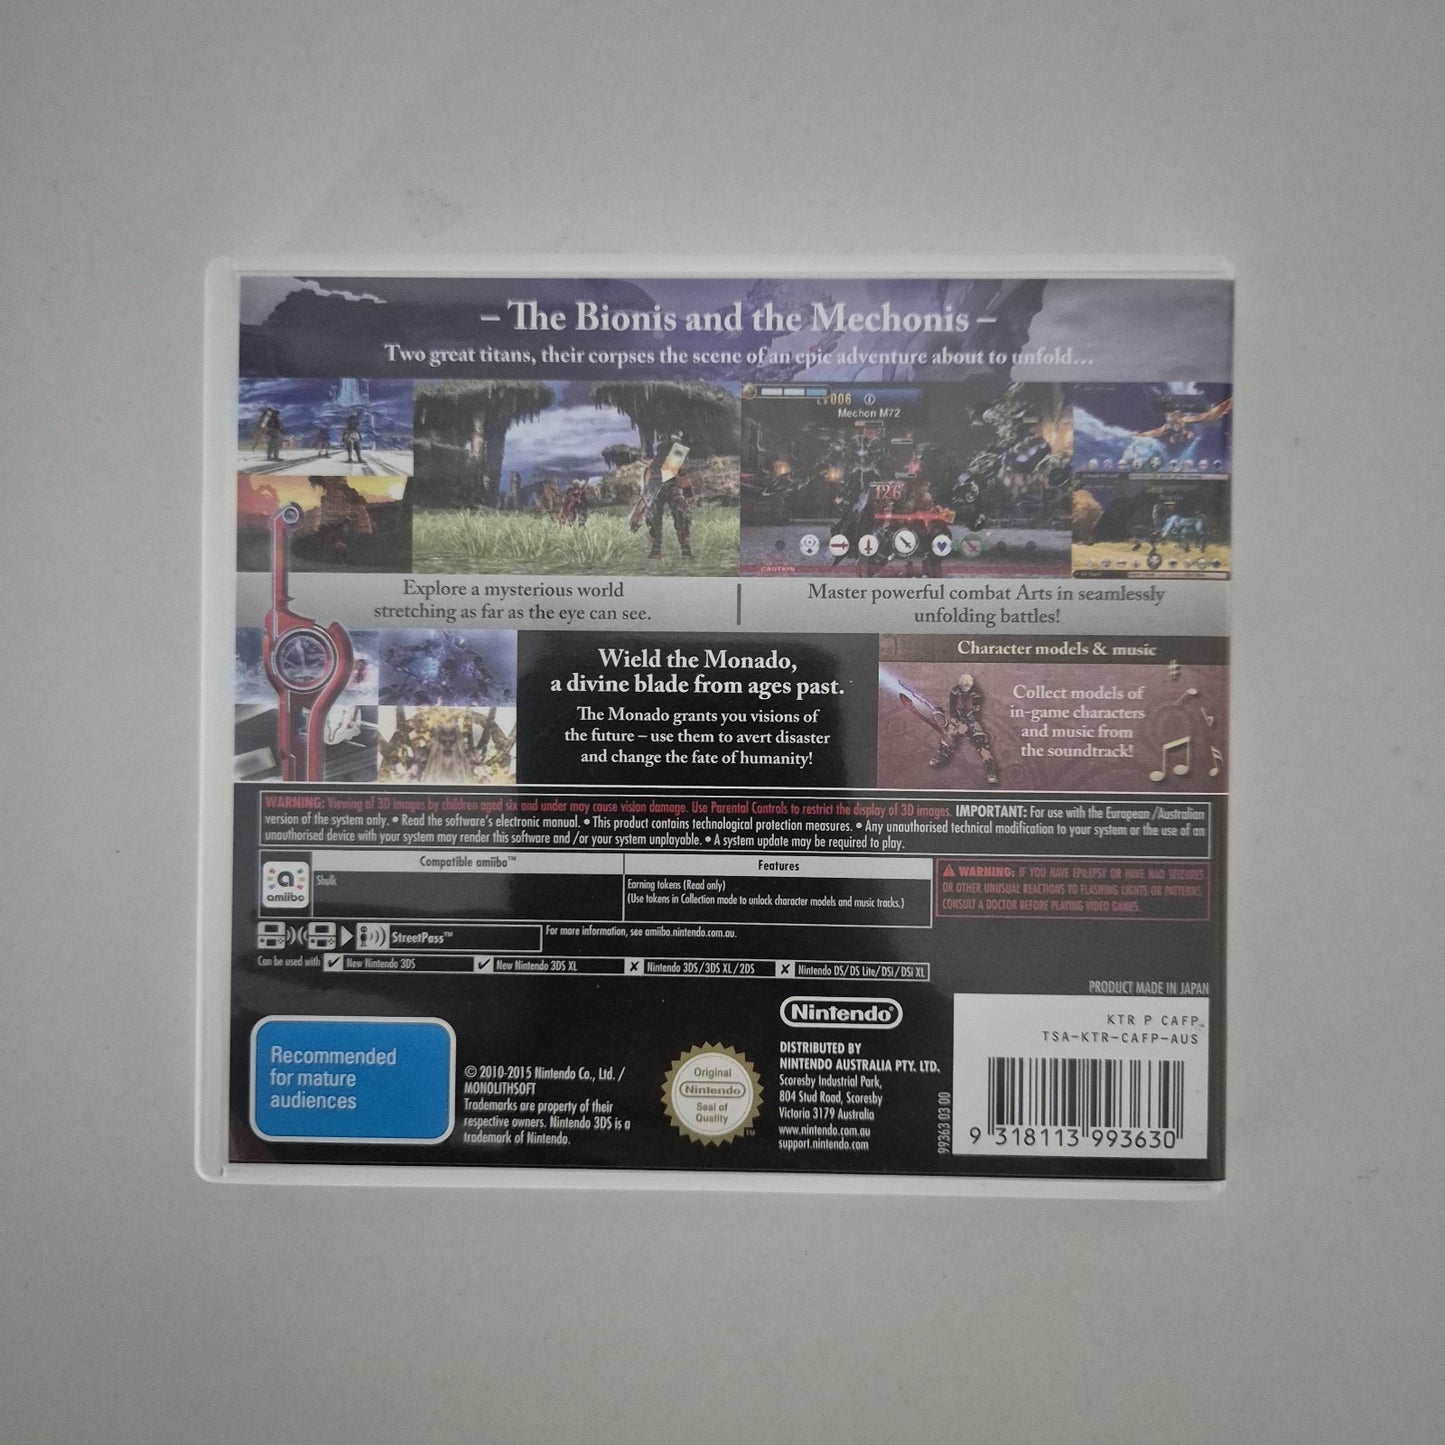 – The Bionis and the Mechonis –
Two great titans, their corpses the scene of an epic adventure about to unfold...
LV006
Mechon M72
126
CAUTION
Explore a mysterious world
stretching as far as the eye can see.
Master powerful combat Arts in seamlessly
unfolding battles!
Wield the Monado,
a divine blade from ages past.
The Monado grants you visions of
the future – use them to avert disaster
and change the fate of humanity!
Character models & music
Collect models of
in-game characters
and music from
the soundtrack!
WARNING: Viewing of 3D images by children aged six and under may cause vision damage. Use Parental Controls to restrict the display of 3D images. IMPORTANT: For use with the European /Australian
version of the system only. • Read the software's electronic manual. • This product contains technological protection measures. • Any unauthorised technical modification to your system or the use of an
unauthorised device with your system may render this software and /or your system unplayable. • A system update may be required to play.
amiibo
Compatible amiibo™
Shulk
Features
Earning tokens (Read only)
(Use tokens in Collection mode to unlock character models and music tracks.)
WARNING: IF YOU HAVE EPILEPSY OR HAVE HAD SEIZURES
OR OTHER UNUSUAL REACTIONS TO FLASHING LIGHTS OR PATTERNS,
CONSULT A DOCTOR BEFORE PLAYING VIDEO GAMES.
StreetPass™
For more information, see amiibo.nintendo.com.au.
Can be used with ✓ New Nintendo 3DS ✓ New Nintendo 3DS XL ✗ Nintendo 3DS/3DS XL/2DS ✗ Nintendo DS/DS Lite/DSi/DSi XL
PRODUCT MADE IN JAPAN
Recommended
for mature
audiences
© 2010-2015 Nintendo Co., Ltd. /
MONOLITHSOFT
Trademarks are property of their
respective owners. Nintendo 3DS is a
trademark of Nintendo.
Original
Nintendo
Seal of
Quality
TM
Nintendo®
DISTRIBUTED BY
NINTENDO AUSTRALIA PTY. LTD.
Scoresby Industrial Park,
804 Stud Road, Scoresby
Victoria 3179 Australia
www.nintendo.com.au
support.nintendo.com
99363 03 00
KTR P CAFP
TSA-KTR-CAFP-AUS
9 318113 993630